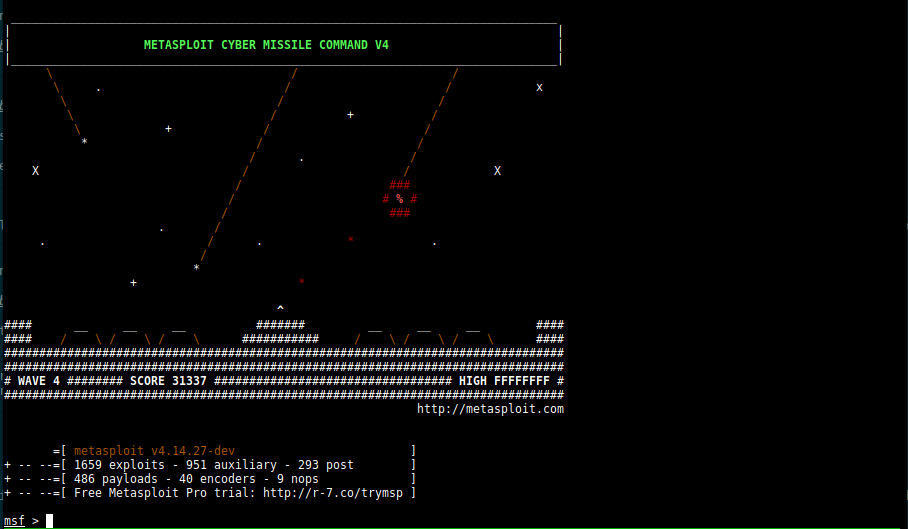 METASPLOIT CYBER MISSILE COMMAND V4
# WAVE 4 ######## SCORE 31337 ################################## HIGH FFFFFFFF #
http://metasploit.com
=[ metasploit v4.14.27-dev ]
+ -- --=[ 1659 exploits - 951 auxiliary - 293 post ]
+ -- --=[ 486 payloads - 40 encoders - 9 nops ]
+ -- --=[ Free Metasploit Pro trial: http://r-7.co/trymsp ]
msf >